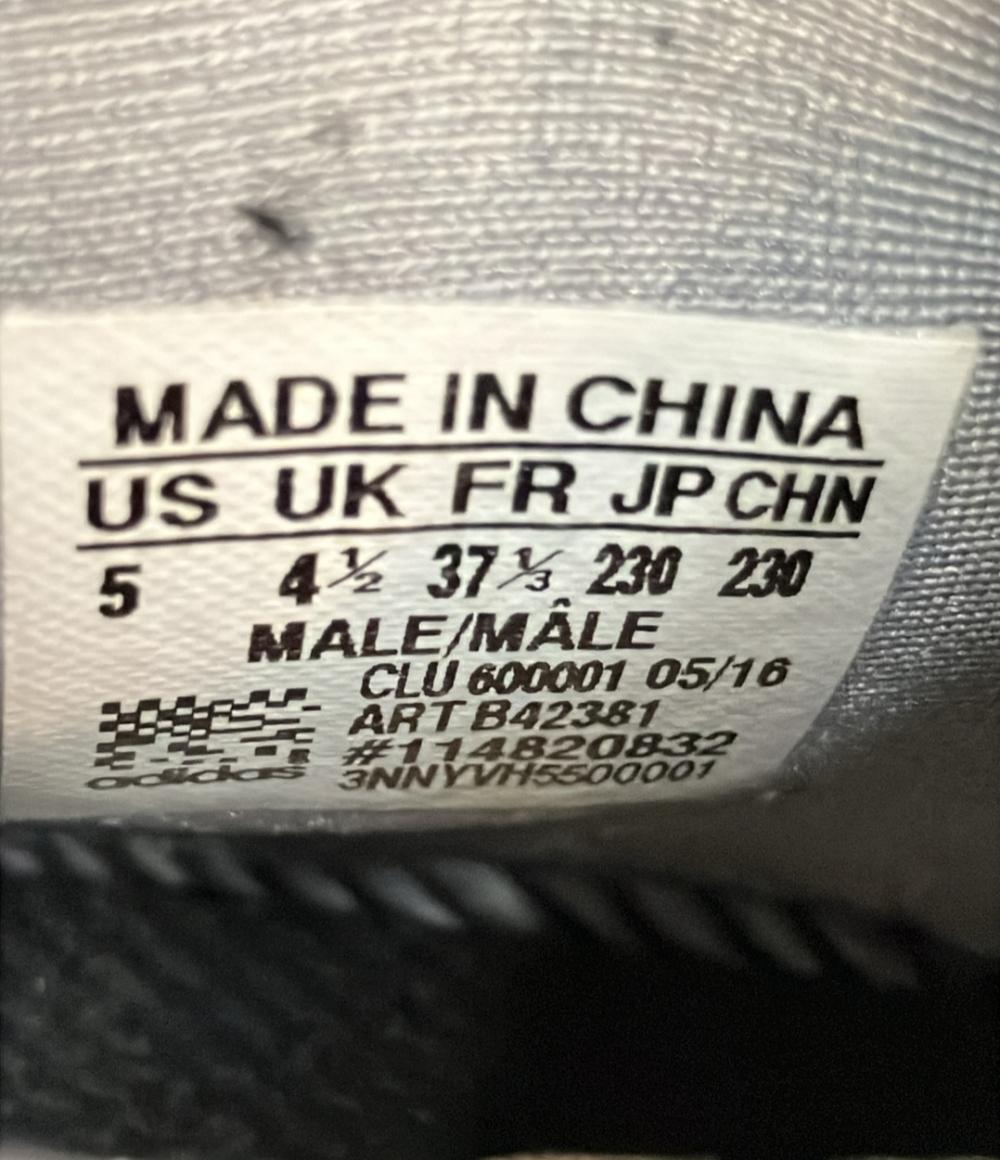 MADE IN CHINA
US UK FR JP CHN
5 4½ 37⅓ 230 230
MALE/MÂLE
CLU 600001 05/16
ART B42381
#114820832
adidas 3NNYVH5500001